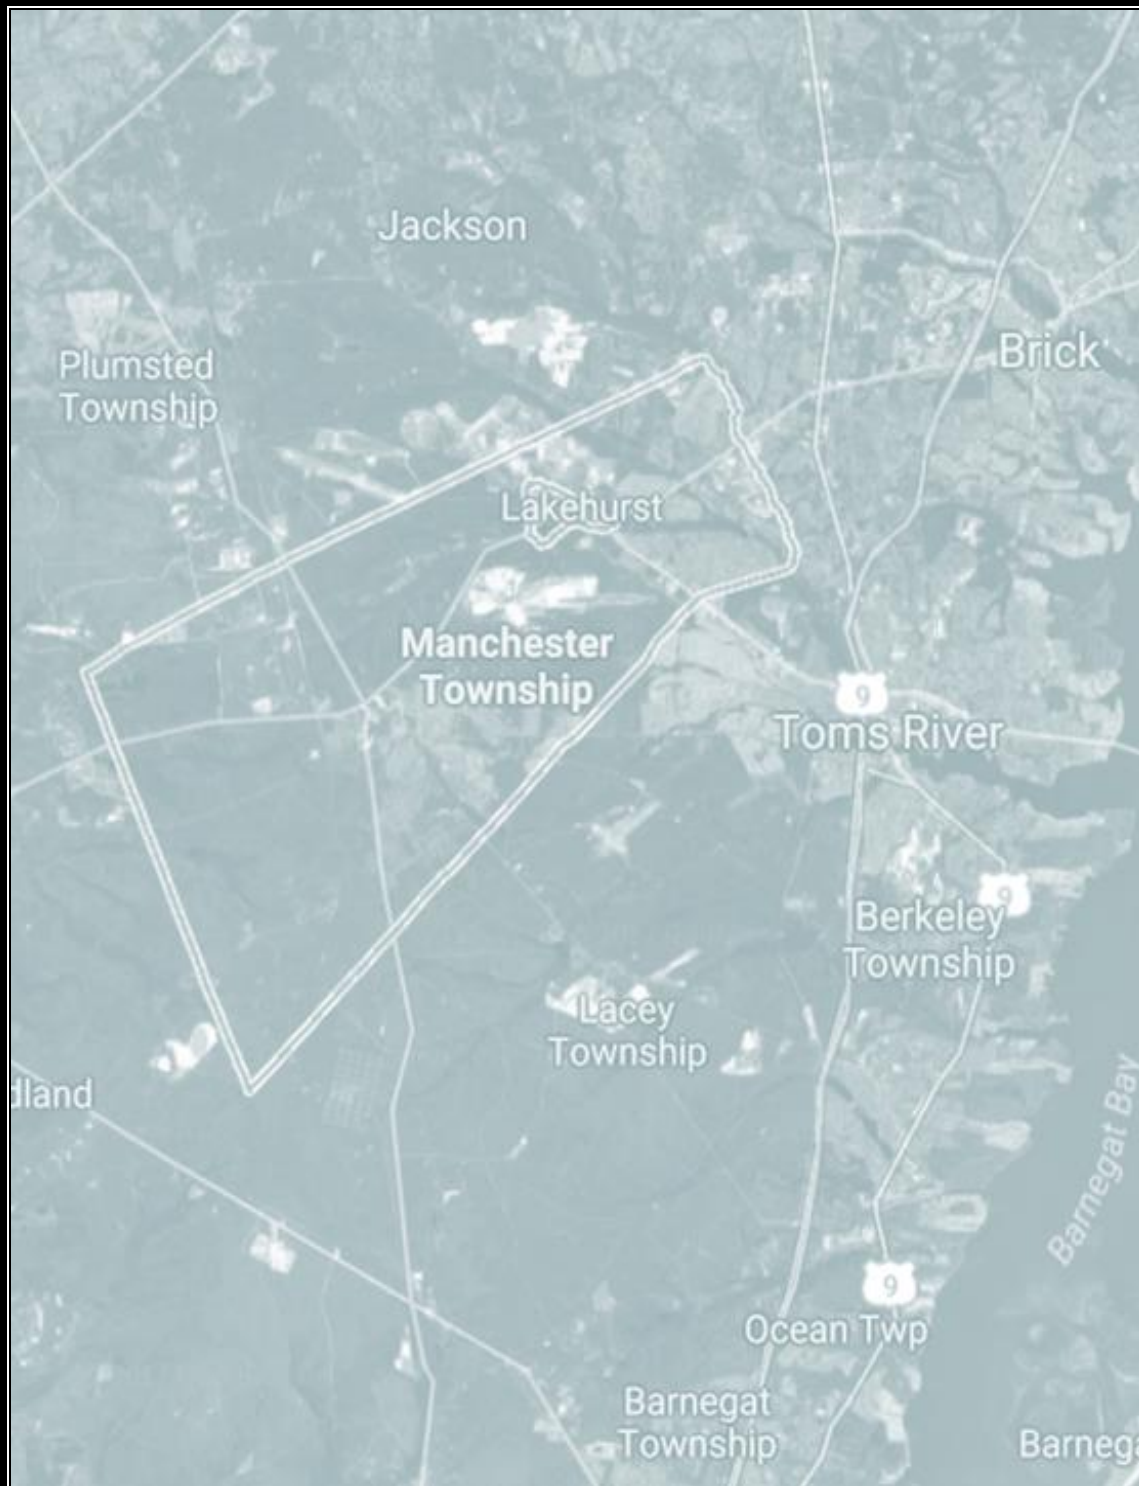 Jackson
Brick
Plumsted
Township
Lakehurst
Manchester
Township
9
Toms River
9
Berkeley
Township
Lacey
Township
dland
Barnegat Bay
9
Ocean Twp
Barnegat
Township
Barnega